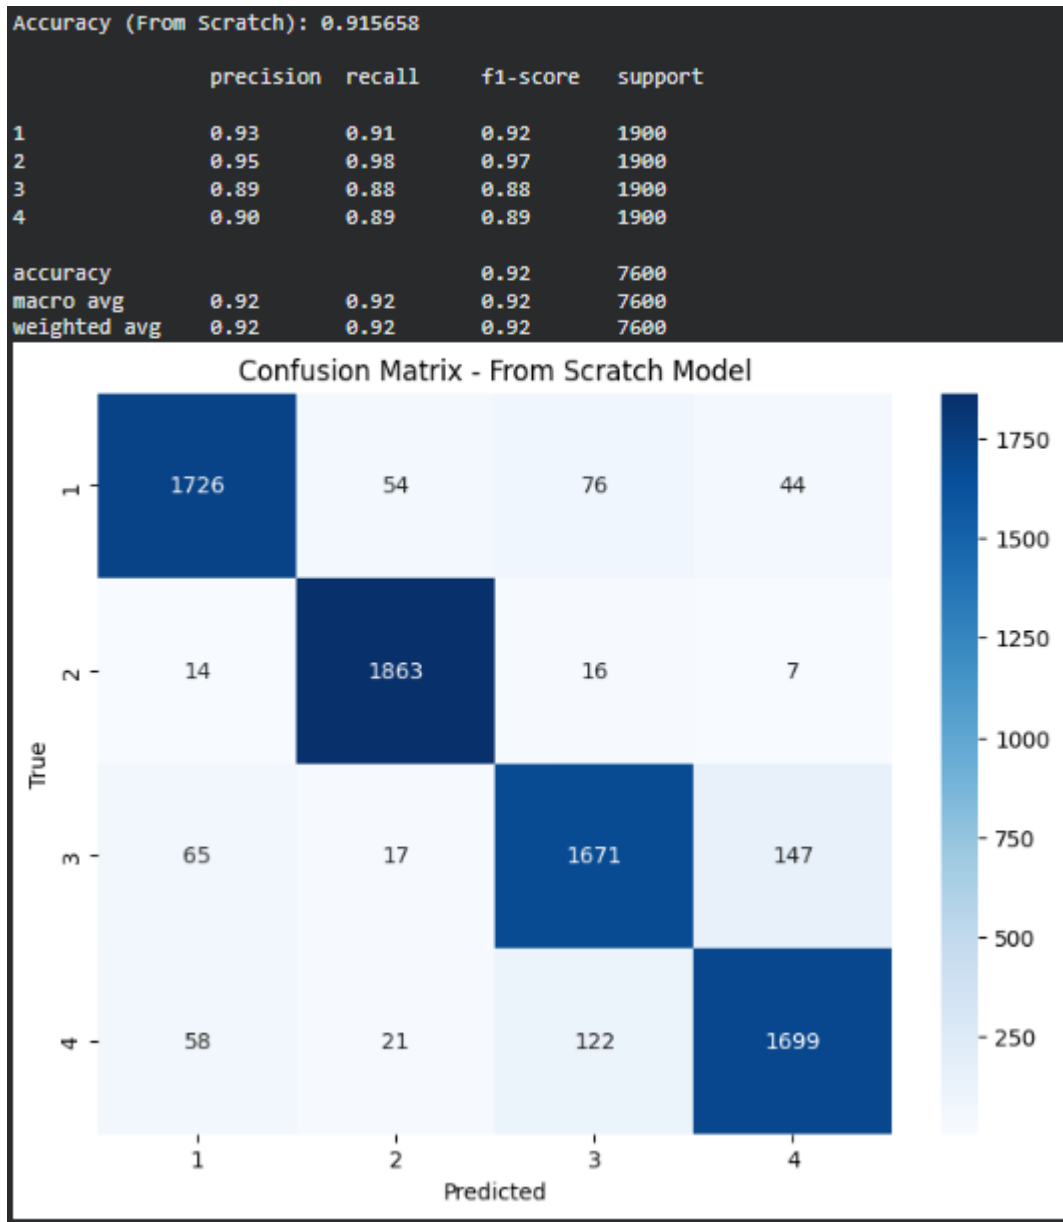 Accuracy (From Scratch): 0.915658
precision recall f1-score support
1 0.93 0.91 0.92 1900
2 0.95 0.98 0.97 1900
3 0.89 0.88 0.88 1900
4 0.90 0.89 0.89 1900
accuracy 0.92 7600
macro avg 0.92 0.92 0.92 7600
weighted avg 0.92 0.92 0.92 7600
Confusion Matrix - From Scratch Model
1 1726 54 76 44
2 14 1863 16 7
3 65 17 1671 147
4 58 21 122 1699
True
1 2 3 4
Predicted
1750
1500
1250
1000
750
500
250